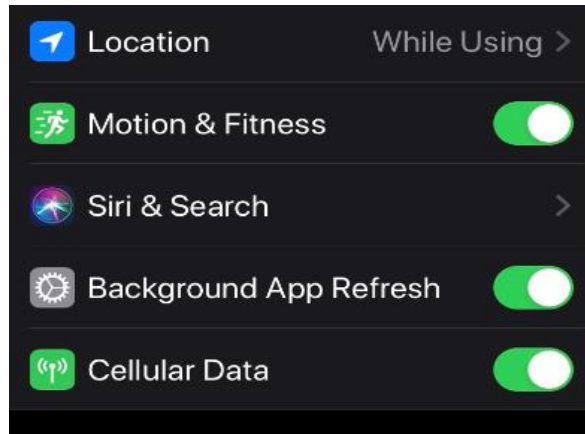 Location While Using >
Motion & Fitness
Siri & Search >
Background App Refresh
Cellular Data